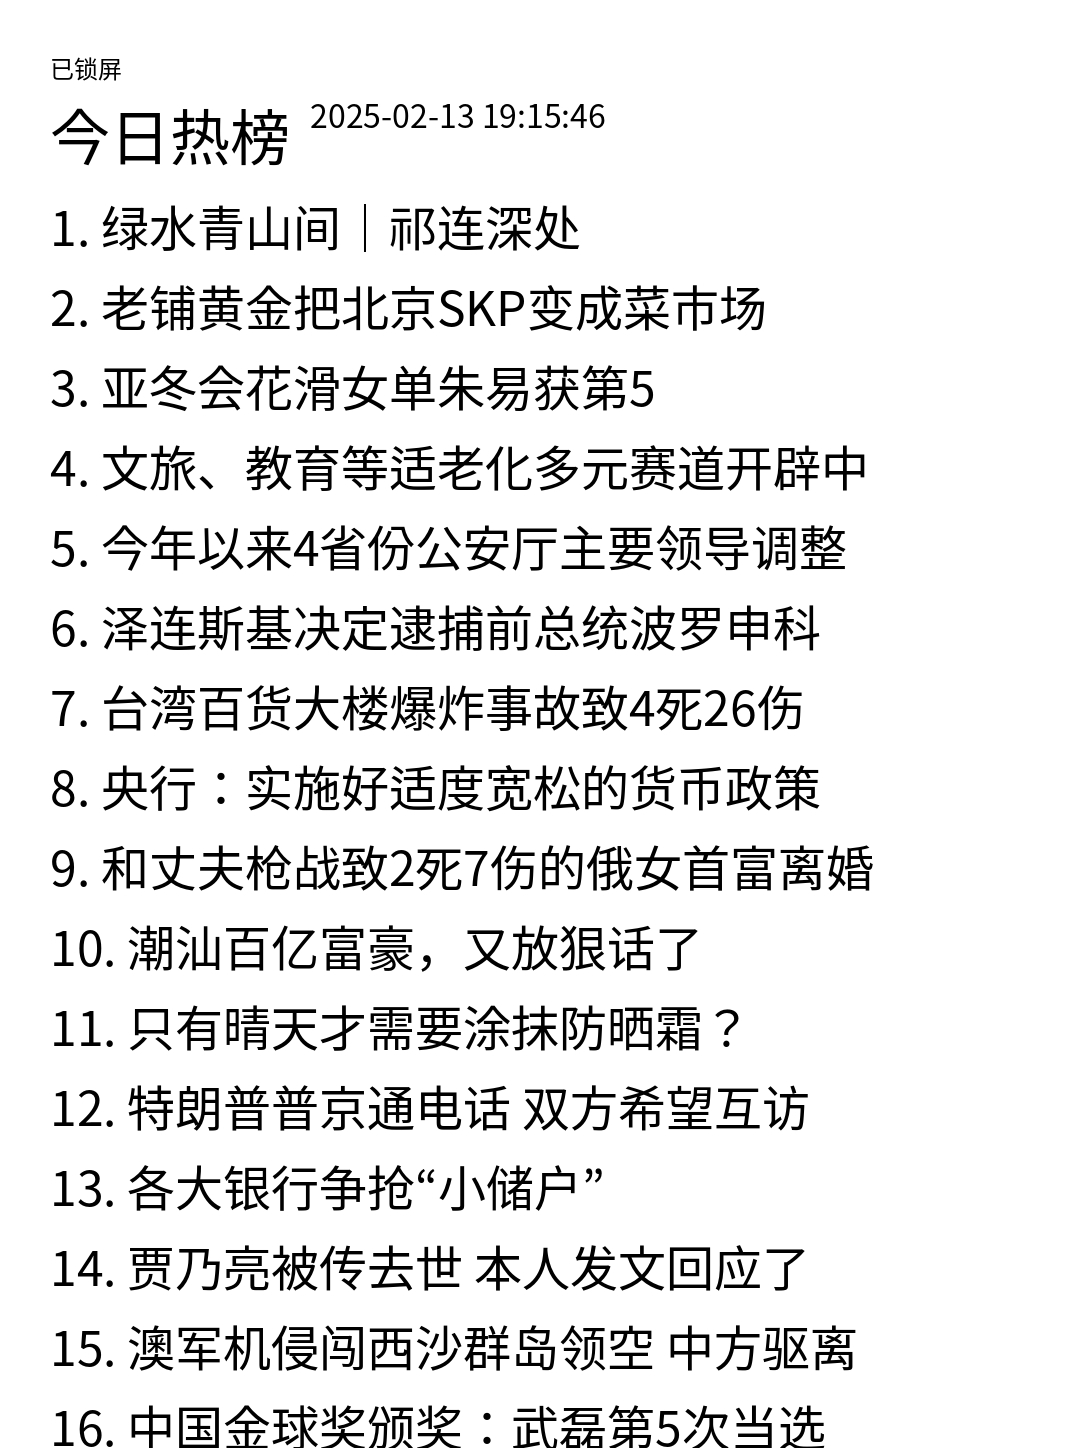 已锁屏
今日热榜 2025-02-13 19:15:46
1. 绿水青山间｜祁连深处
2. 老铺黄金把北京SKP变成菜市场
3. 亚冬会花滑女单朱易获第5
4. 文旅、教育等适老化多元赛道开辟中
5. 今年以来4省份公安厅主要领导调整
6. 泽连斯基决定逮捕前总统波罗申科
7. 台湾百货大楼爆炸事故致4死26伤
8. 央行：实施好适度宽松的货币政策
9. 和丈夫枪战致2死7伤的俄女首富离婚
10. 潮汕百亿富豪，又放狠话了
11. 只有晴天才需要涂抹防晒霜？
12. 特朗普普京通电话 双方希望互访
13. 各大银行争抢“小储户”
14. 贾乃亮被传去世 本人发文回应了
15. 澳军机侵闯西沙群岛领空 中方驱离
16. 中国金球奖颁奖：武磊第5次当选